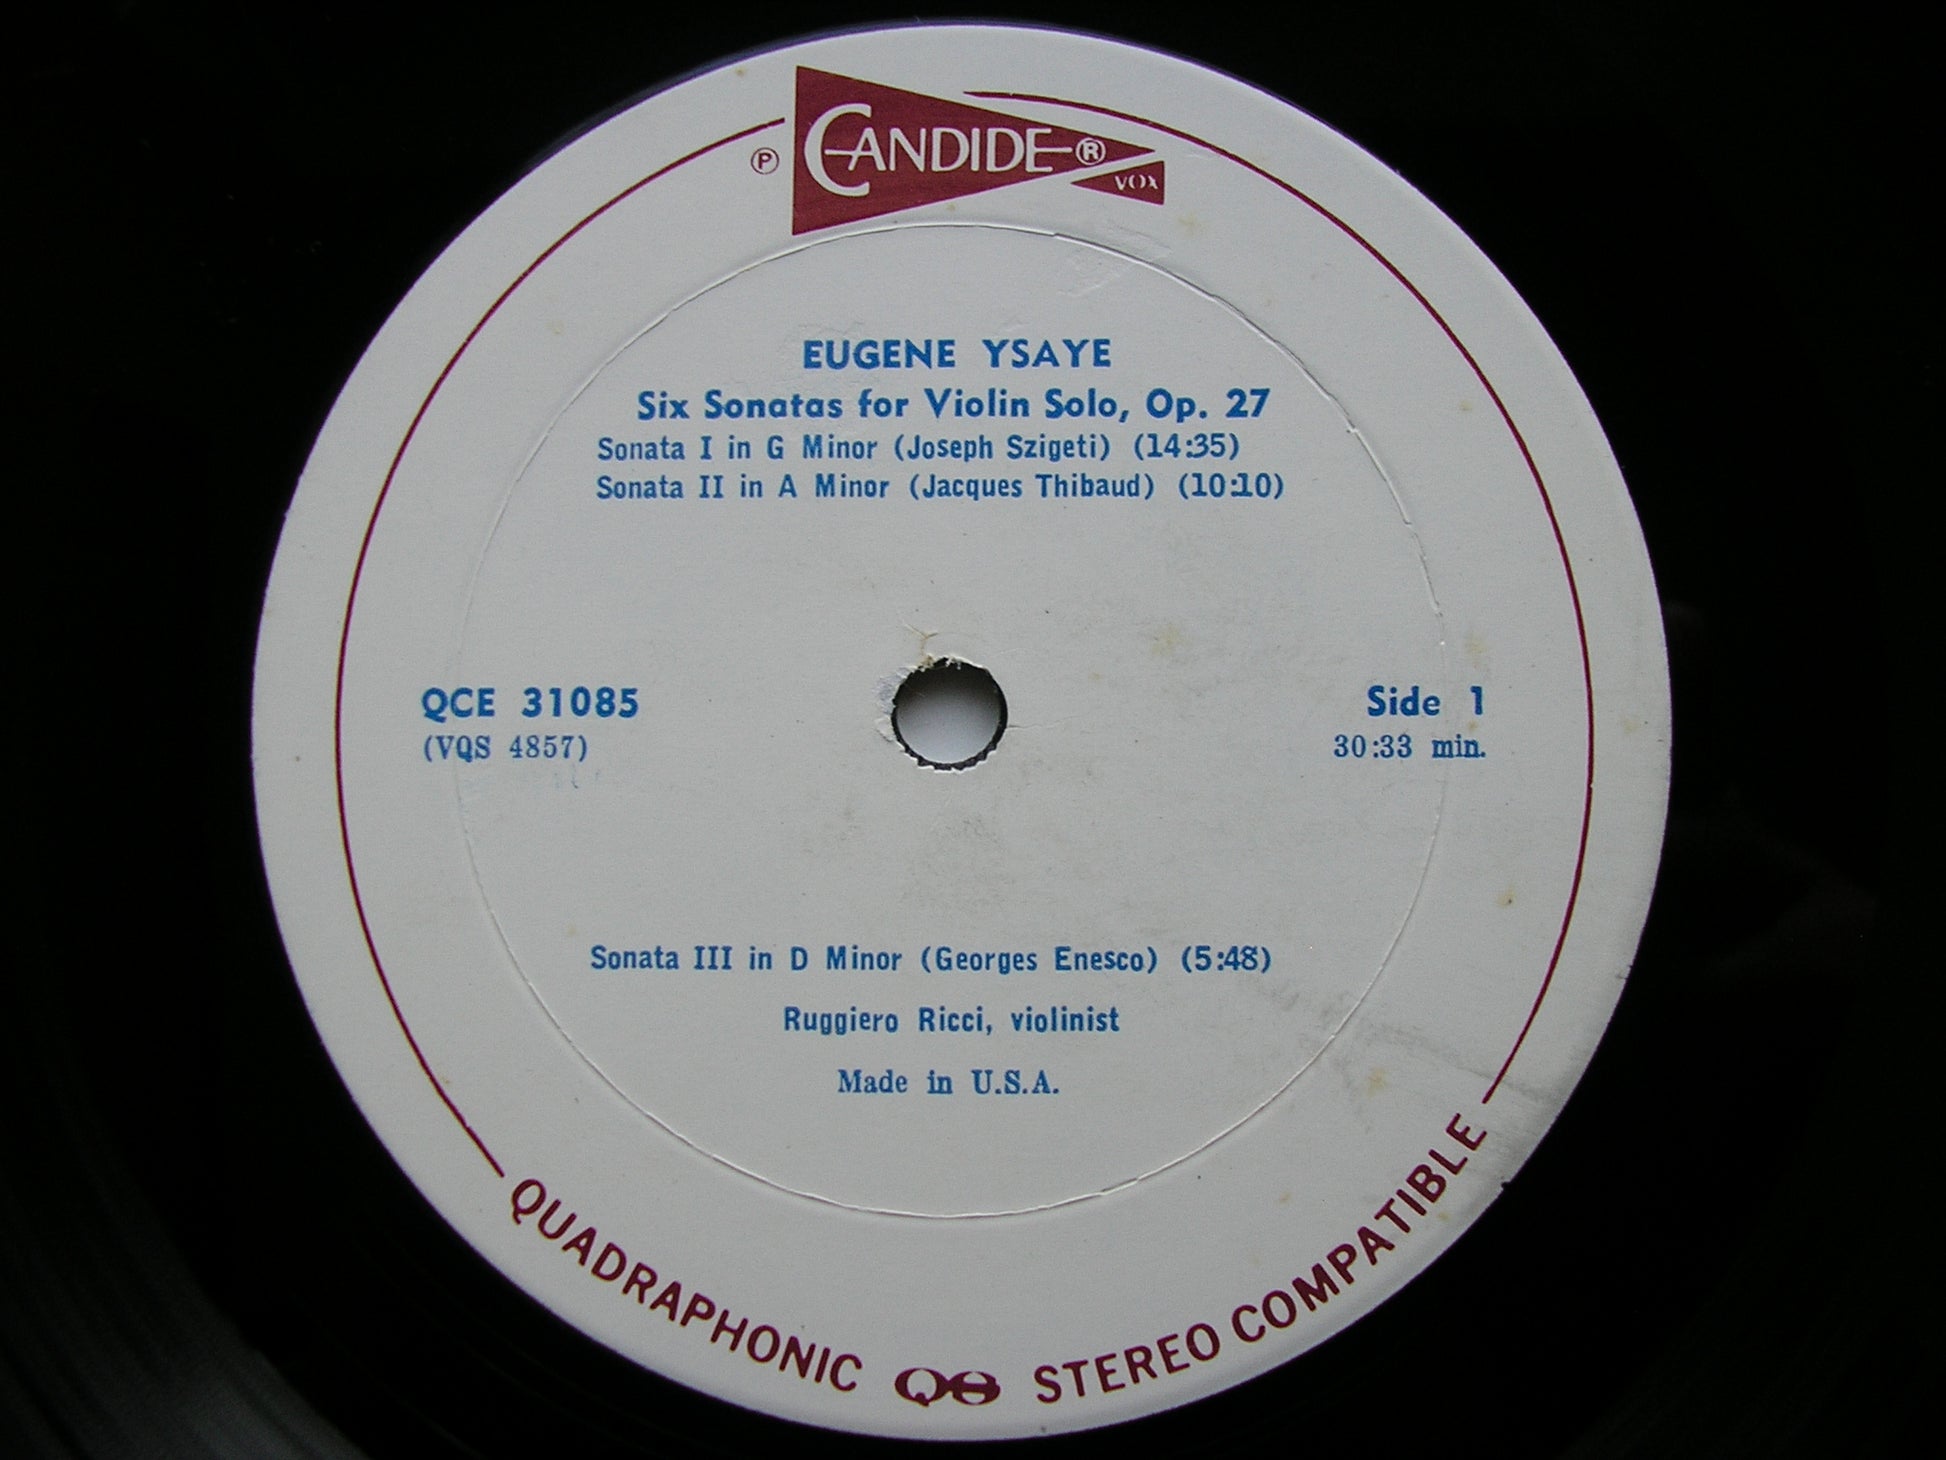 ℗ CANDIDE ®
VOX
EUGENE YSAYE
Six Sonatas for Violin Solo, Op. 27
Sonata I in G Minor (Joseph Szigeti) (14:35)
Sonata II in A Minor (Jacques Thibaud) (10:10)
QCE 31085
(VQS 4857)
Side 1
30:33 min.
Sonata III in D Minor (Georges Enesco) (5:48)
Ruggiero Ricci, violinist
Made in U.S.A.
QUADRAPHONIC QS STEREO COMPATIBLE